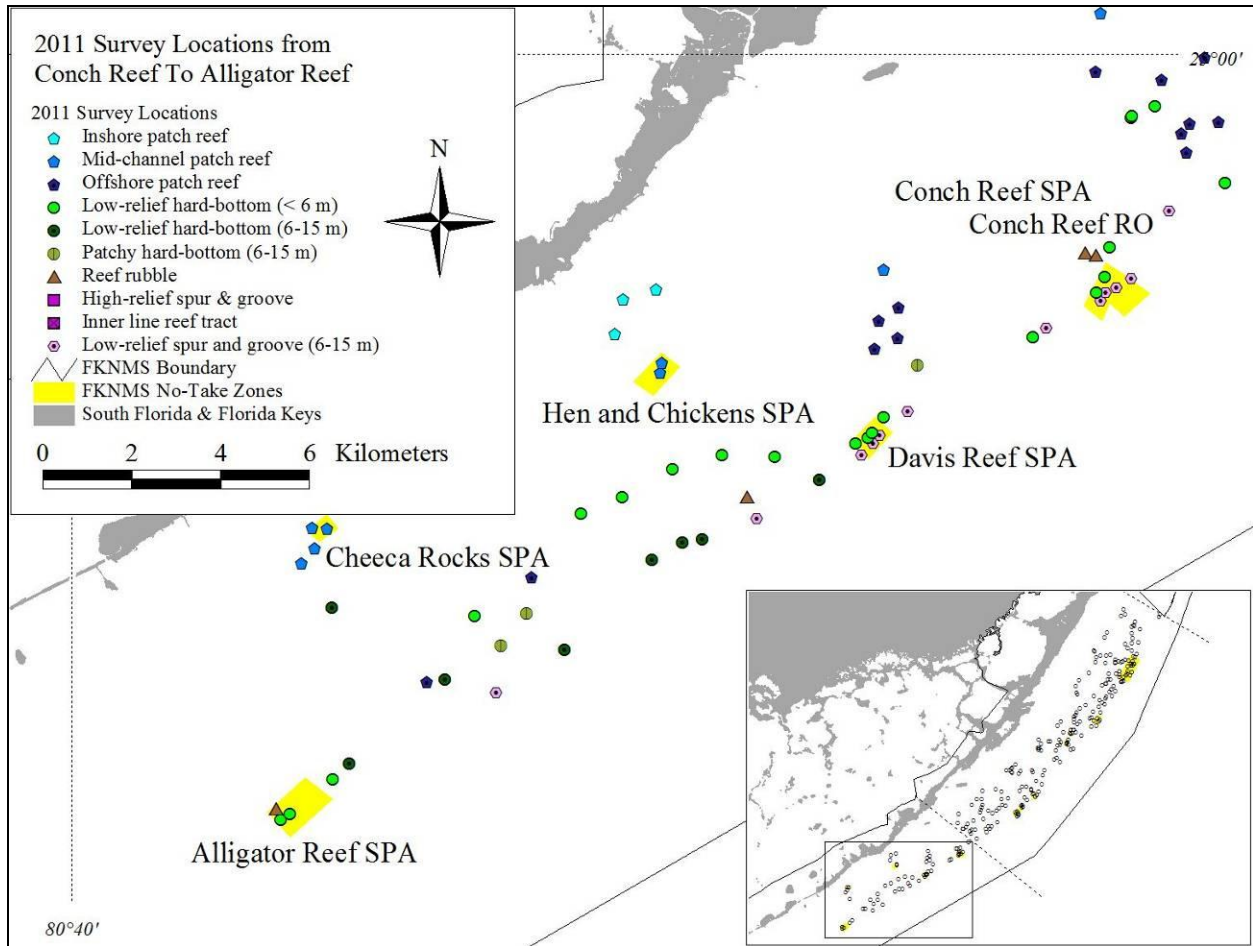 2011 Survey Locations from
Conch Reef To Alligator Reef
2011 Survey Locations
Inshore patch reef
Mid-channel patch reef
Offshore patch reef
Low-relief hard-bottom (< 6 m)
Low-relief hard-bottom (6-15 m)
Patchy hard-bottom (6-15 m)
Reef rubble
High-relief spur & groove
Inner line reef tract
Low-relief spur and groove (6-15 m)
FKNMS Boundary
FKNMS No-Take Zones
South Florida & Florida Keys
0 2 4 6 Kilometers
N
25°00'
Conch Reef SPA
Conch Reef RO
Hen and Chickens SPA
Davis Reef SPA
Cheeca Rocks SPA
Alligator Reef SPA
80°40'